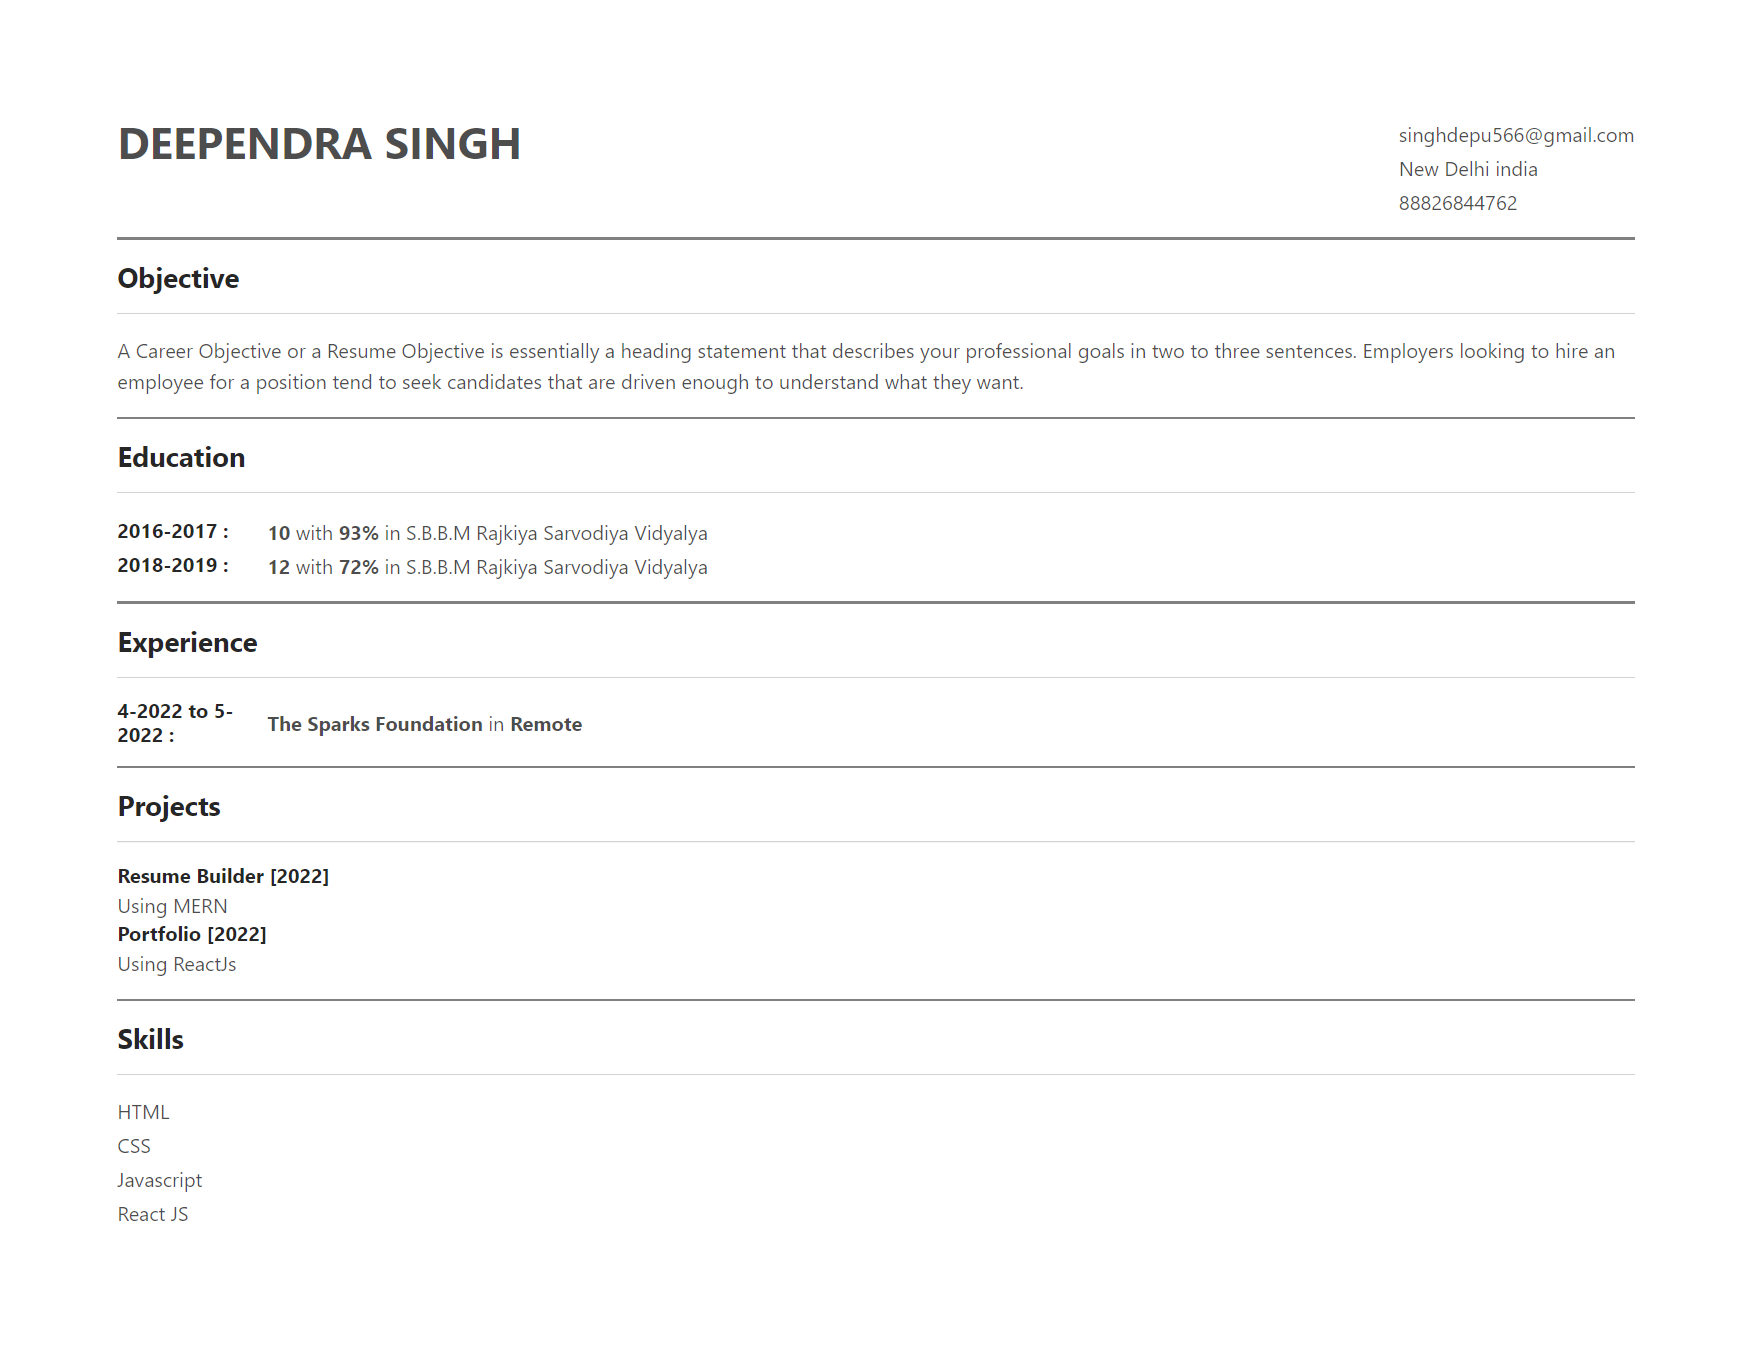 DEEPENDRA SINGH
singhdepu566@gmail.com
New Delhi india
88826844762
Objective
A Career Objective or a Resume Objective is essentially a heading statement that describes your professional goals in two to three sentences. Employers looking to hire an
employee for a position tend to seek candidates that are driven enough to understand what they want.
Education
2016-2017 : 10 with 93% in S.B.B.M Rajkiya Sarvodiya Vidyalya
2018-2019 : 12 with 72% in S.B.B.M Rajkiya Sarvodiya Vidyalya
Experience
4-2022 to 5-
2022 :
The Sparks Foundation in Remote
Projects
Resume Builder [2022]
Using MERN
Portfolio [2022]
Using ReactJs
Skills
HTML
CSS
Javascript
React JS